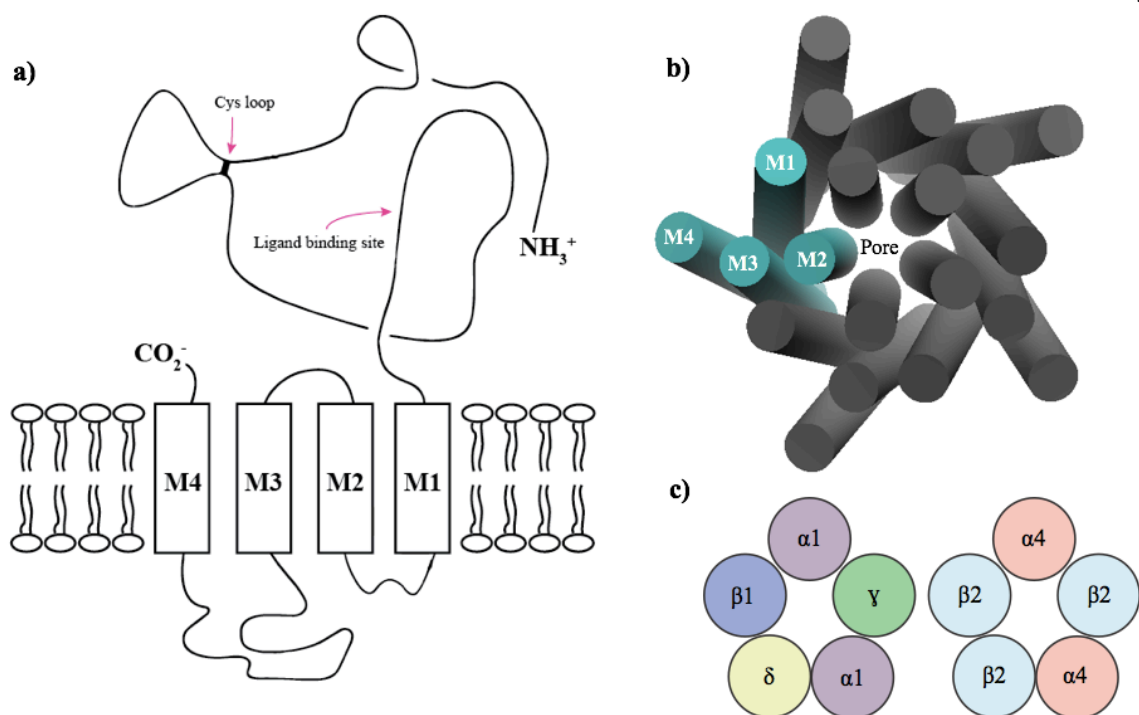 a)
Cys loop
Ligand binding site
NH₃⁺
CO₂⁻
M4
M3
M2
M1
b)
M1
M4
M3
M2
Pore
c)
α1
β1
ɣ
δ
α1
α4
β2
β2
β2
α4